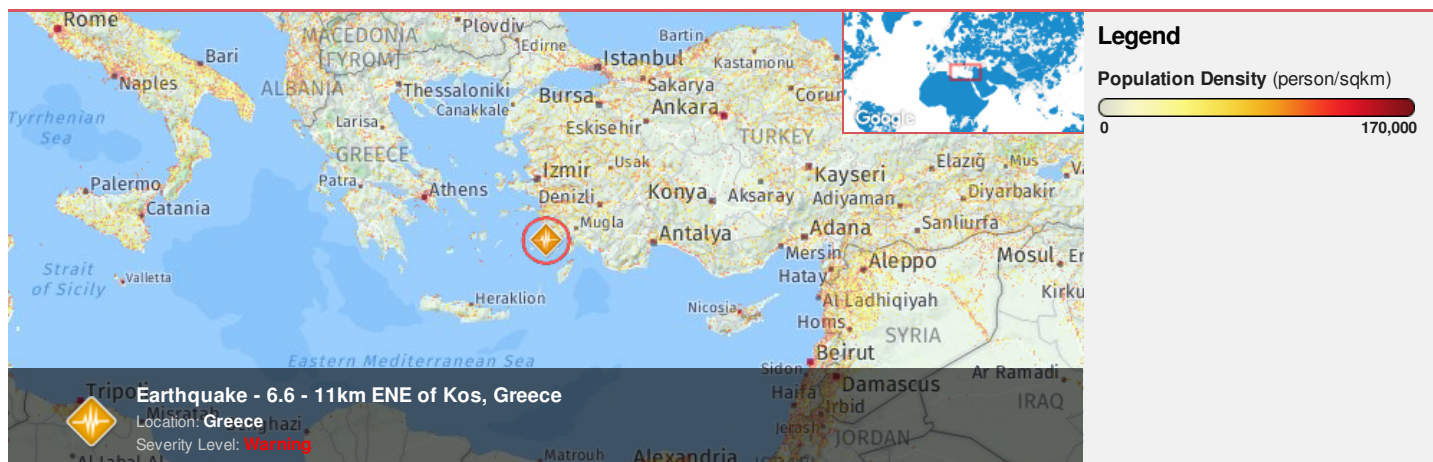 Rome
Plovdiv
Bartin
MACEDONIA
Edirne
Bari
[FYROM]
Istanbul
Kastamonu
Naples
ALBANIA
Thessaloniki
Sakarya
Bursa
Corum
Canakkale
Ankara
Google
Tyrrhenian
Sea
Larisa
Eskisehir
TURKEY
GREECE
Izmir
Usak
Elazığ
Mus
Patra
Kayseri
Palermo
Athens
Denizli
Konya
Aksaray
Adiyaman
Diyarbakir
Catania
Mugla
Antalya
Adana
Sanliurfa
Mersin
Aleppo
Mosul
Er
Strait
of Sicily
Valletta
Hatay
Heraklion
Al Ladhiqiyah
Kirku
Nicosia
Homs
SYRIA
Eastern Mediterranean Sea
Beirut
Sidon
Ar Ramadi
Tripoli
Damascus
Haifa
IRAQ
Misratah
Irbid
Jerash
JORDAN
Matrouh
Alexandria
Earthquake - 6.6 - 11km ENE of Kos, Greece
Location: Greece
Severity Level: Warning
Legend
Population Density (person/sqkm)
0
170,000